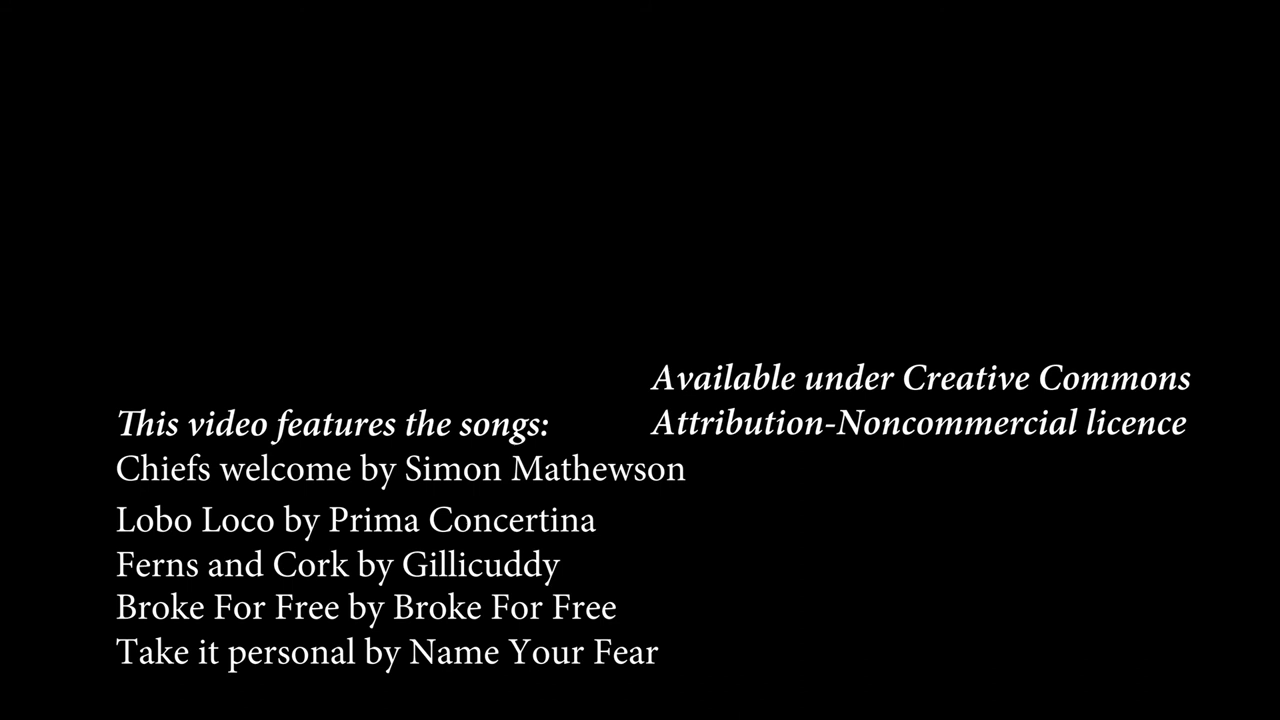 This video features the songs:
Chiefs welcome by Simon Mathewson
Lobo Loco by Prima Concertina
Ferns and Cork by Gillicuddy
Broke For Free by Broke For Free
Take it personal by Name Your Fear
Available under Creative Commons
Attribution-Noncommercial licence